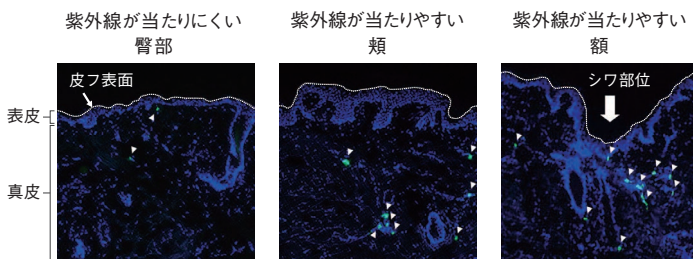 紫外線が当たりにくい
臀部
紫外線が当たりやすい
頬
紫外線が当たりやすい
額
皮フ表面
シワ部位
表皮
真皮